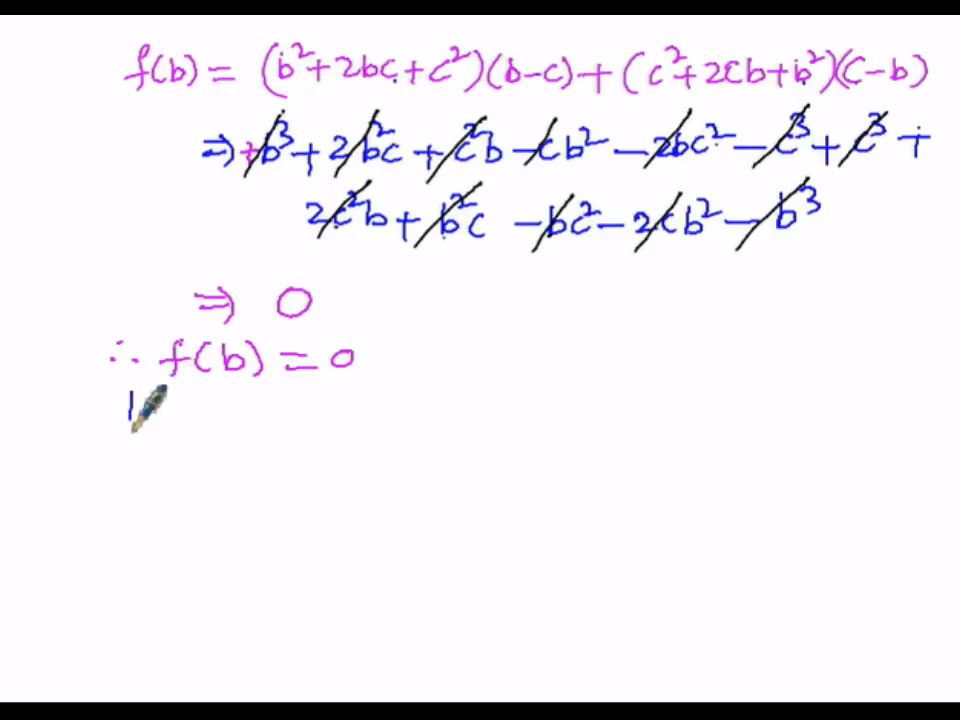 f(b) = (b²+2bc+c²)(b-c)+(c²+2cb+b²)(c-b)
⇒ +b³+2b²c+c²b-cb²-2bc²-c³+c³+
2c²b+b²c-bc²-2cb²-b³
⇒ 0
∴ f(b) = 0